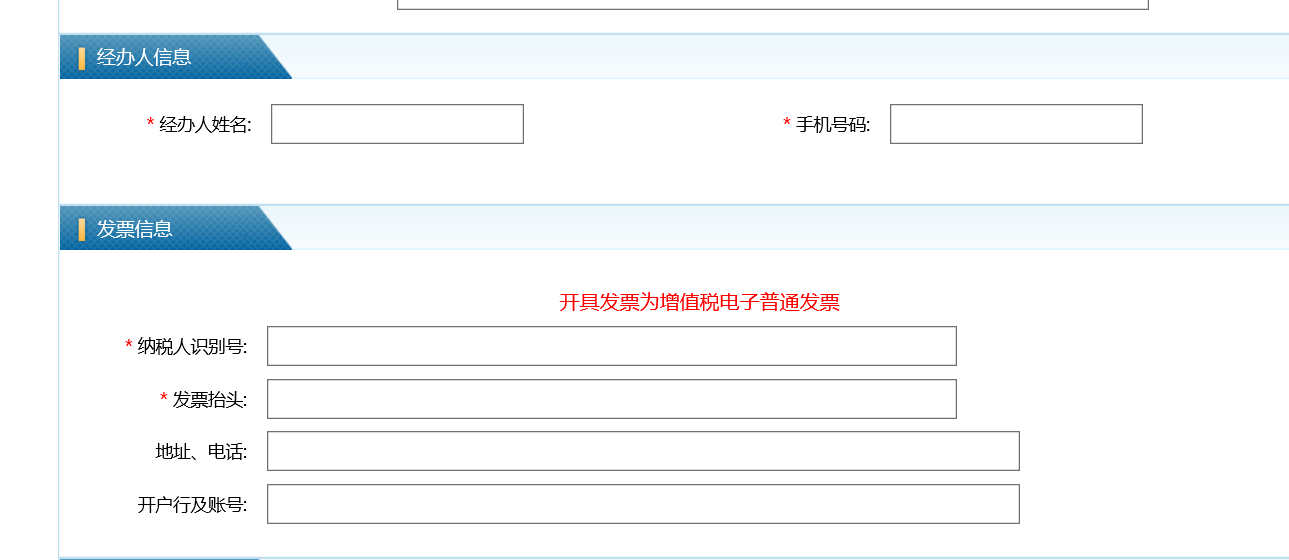 经办人信息
* 经办人姓名:
* 手机号码:
发票信息
开具发票为增值税电子普通发票
* 纳税人识别号:
* 发票抬头:
地址、电话:
开户行及账号: